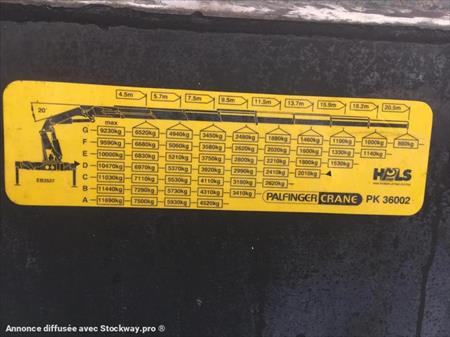 4.5m 5.7m 7.5m 9.5m 11.5m 13.7m 15.9m 18.2m 20.5m
20°
max
G 9230kg 6520kg 4940kg 3450kg 2480kg 1880kg 1460kg 1190kg 1000kg 880kg
F 9590kg 6680kg 5060kg 3580kg 2620kg 2020kg 1600kg 1330kg 1140kg
E 10000kg 6830kg 5210kg 3750kg 2800kg 2210kg 1800kg 1530kg
D 10470kg 6970kg 5370kg 3920kg 2990kg 2410kg 2010kg
C 11030kg 7110kg 5530kg 4110kg 3180kg 2620kg
B 11440kg 7290kg 5730kg 4310kg 3410kg
A 11690kg 7500kg 5930kg 4520kg
HPLS
PALFINGER CRANE PK 36002
Annonce diffusée avec Stockway.pro ®